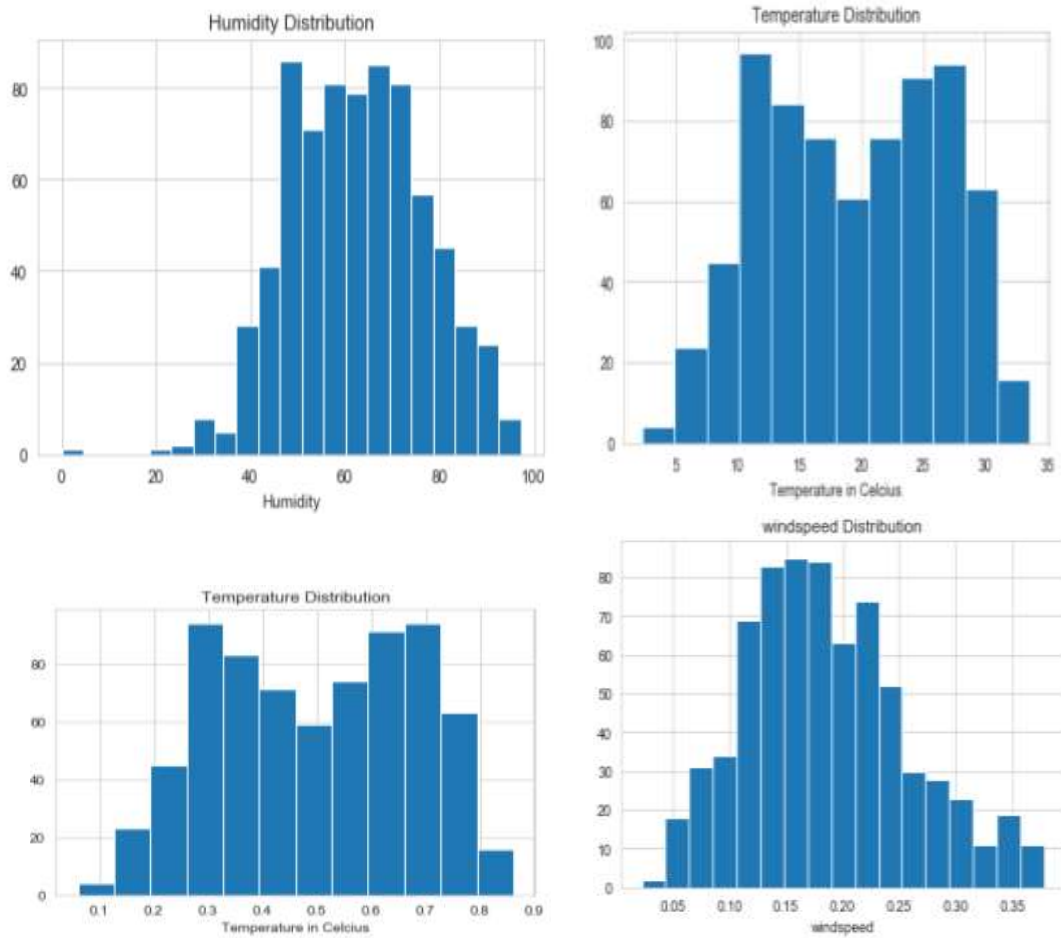 Humidity Distribution
80
60
40
20
0
0 20 40 60 80 100
Humidity
Temperature Distribution
100
80
60
40
20
0
5 10 15 20 25 30 35
Temperature in Celcius
Temperature Distribution
80
60
40
20
0
0.1 0.2 0.3 0.4 0.5 0.6 0.7 0.8 0.9
Temperature in Celcius
windspeed Distribution
80
70
60
50
40
30
20
10
0
0.05 0.10 0.15 0.20 0.25 0.30 0.35
windspeed